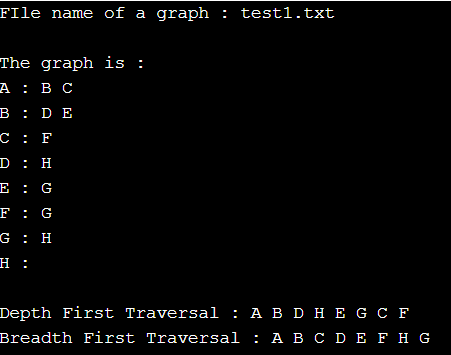 FIle name of a graph : test1.txt
The graph is :
A : B C
B : D E
C : F
D : H
E : G
F : G
G : H
H :
Depth First Traversal : A B D H E G C F
Breadth First Traversal : A B C D E F H G